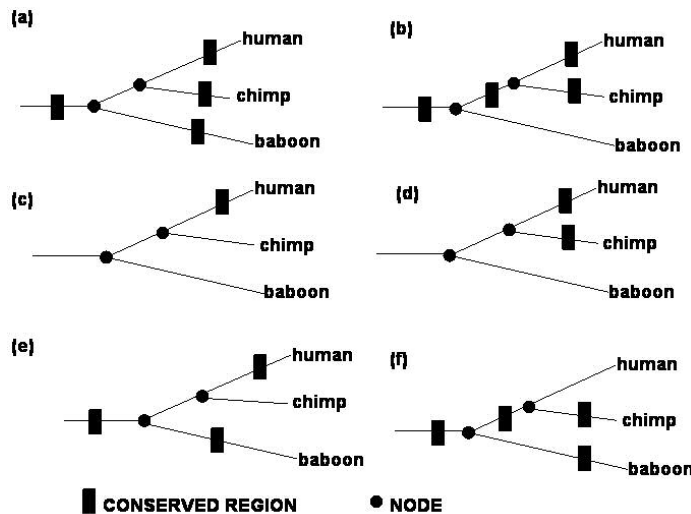 (a)
human
chimp
baboon
(b)
human
chimp
baboon
(c)
human
chimp
baboon
(d)
human
chimp
baboon
(e)
human
chimp
baboon
(f)
human
chimp
baboon
CONSERVED REGION
NODE